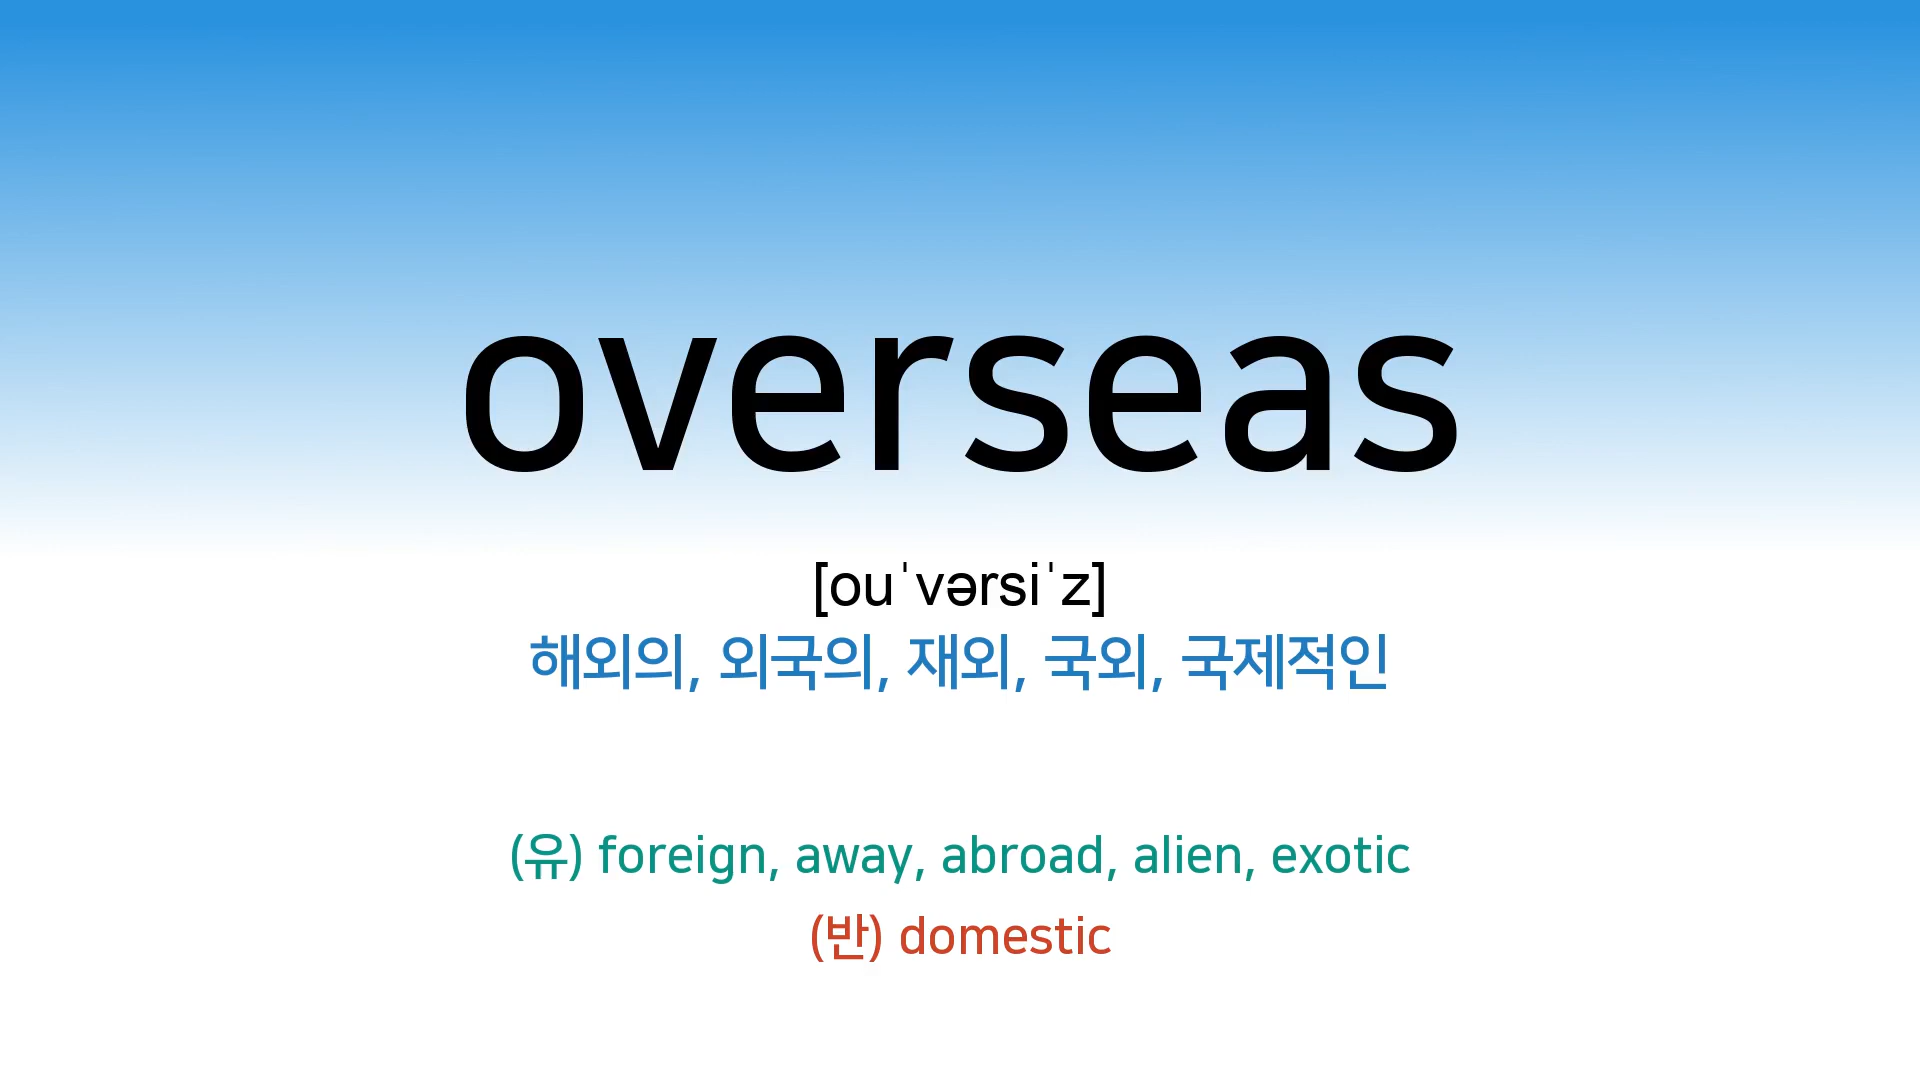 overseas
[ouˈvərsiˈz]
해외의, 외국의, 재외, 국외, 국제적인
(유) foreign, away, abroad, alien, exotic
(반) domestic